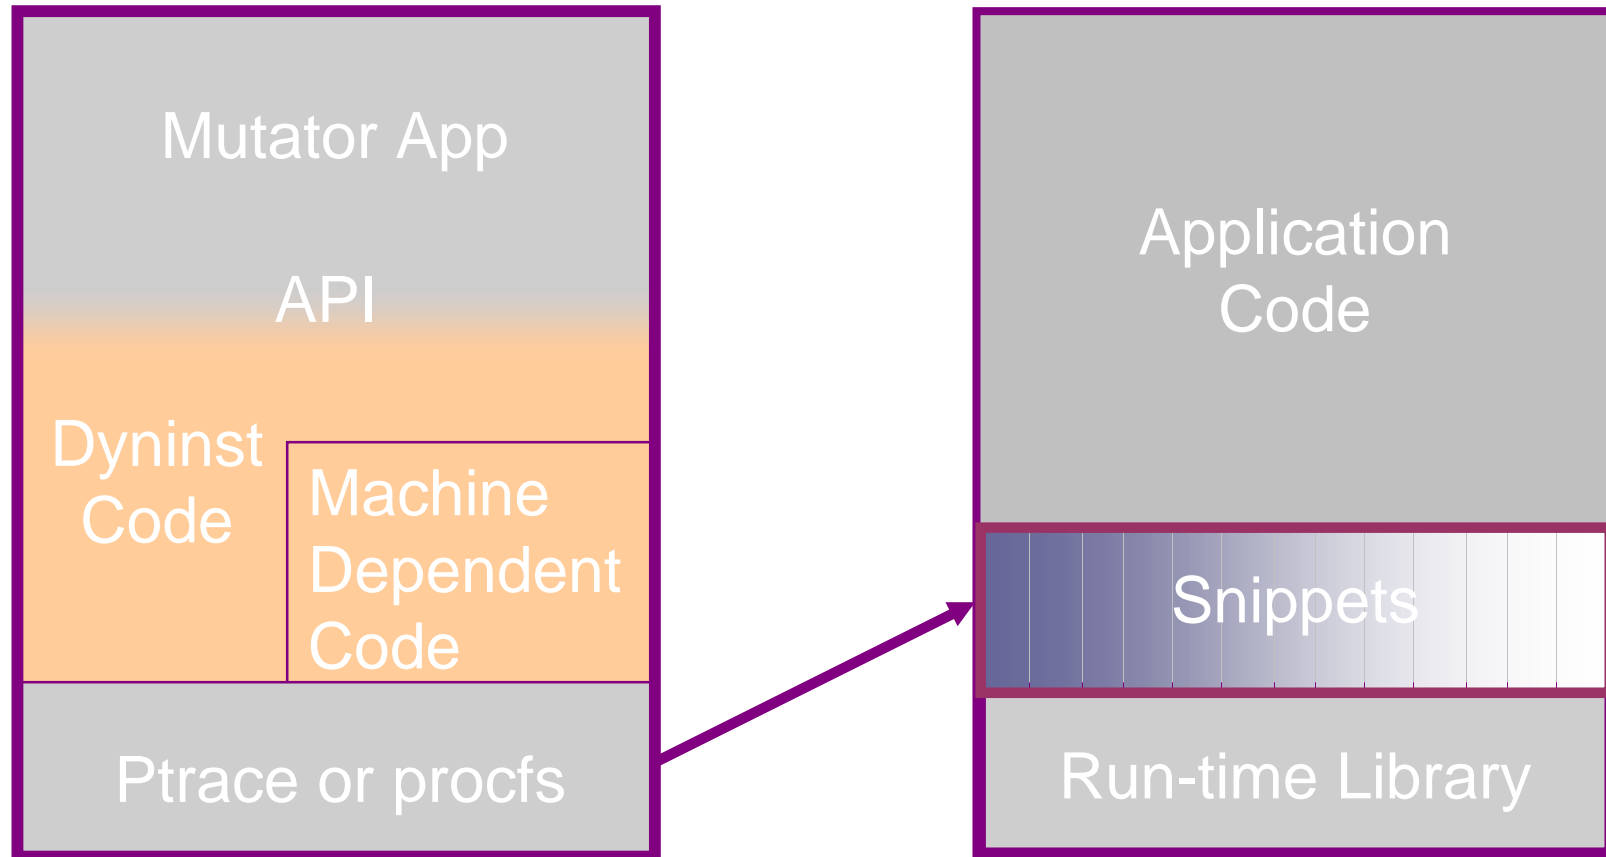 Mutator App
API
Dyninst
Code
Machine
Dependent
Code
Ptrace or procfs
Application
Code
Snippets
Run-time Library